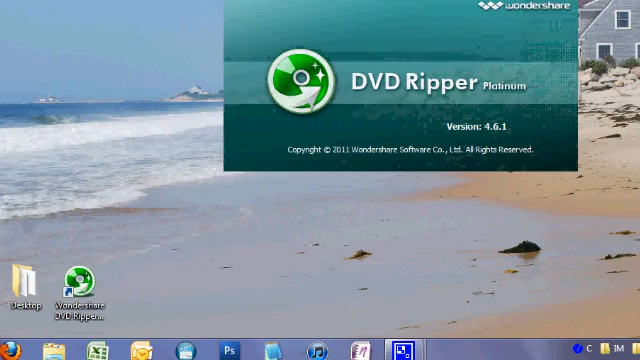 wondershare
DVD Ripper Platinum
Version: 4.6.1
Copyright © 2011 Wondershare Software Co., Ltd. All Rights Reserved.
Desktop
Wondershare
DVD Ripper...
Ps
C
IM